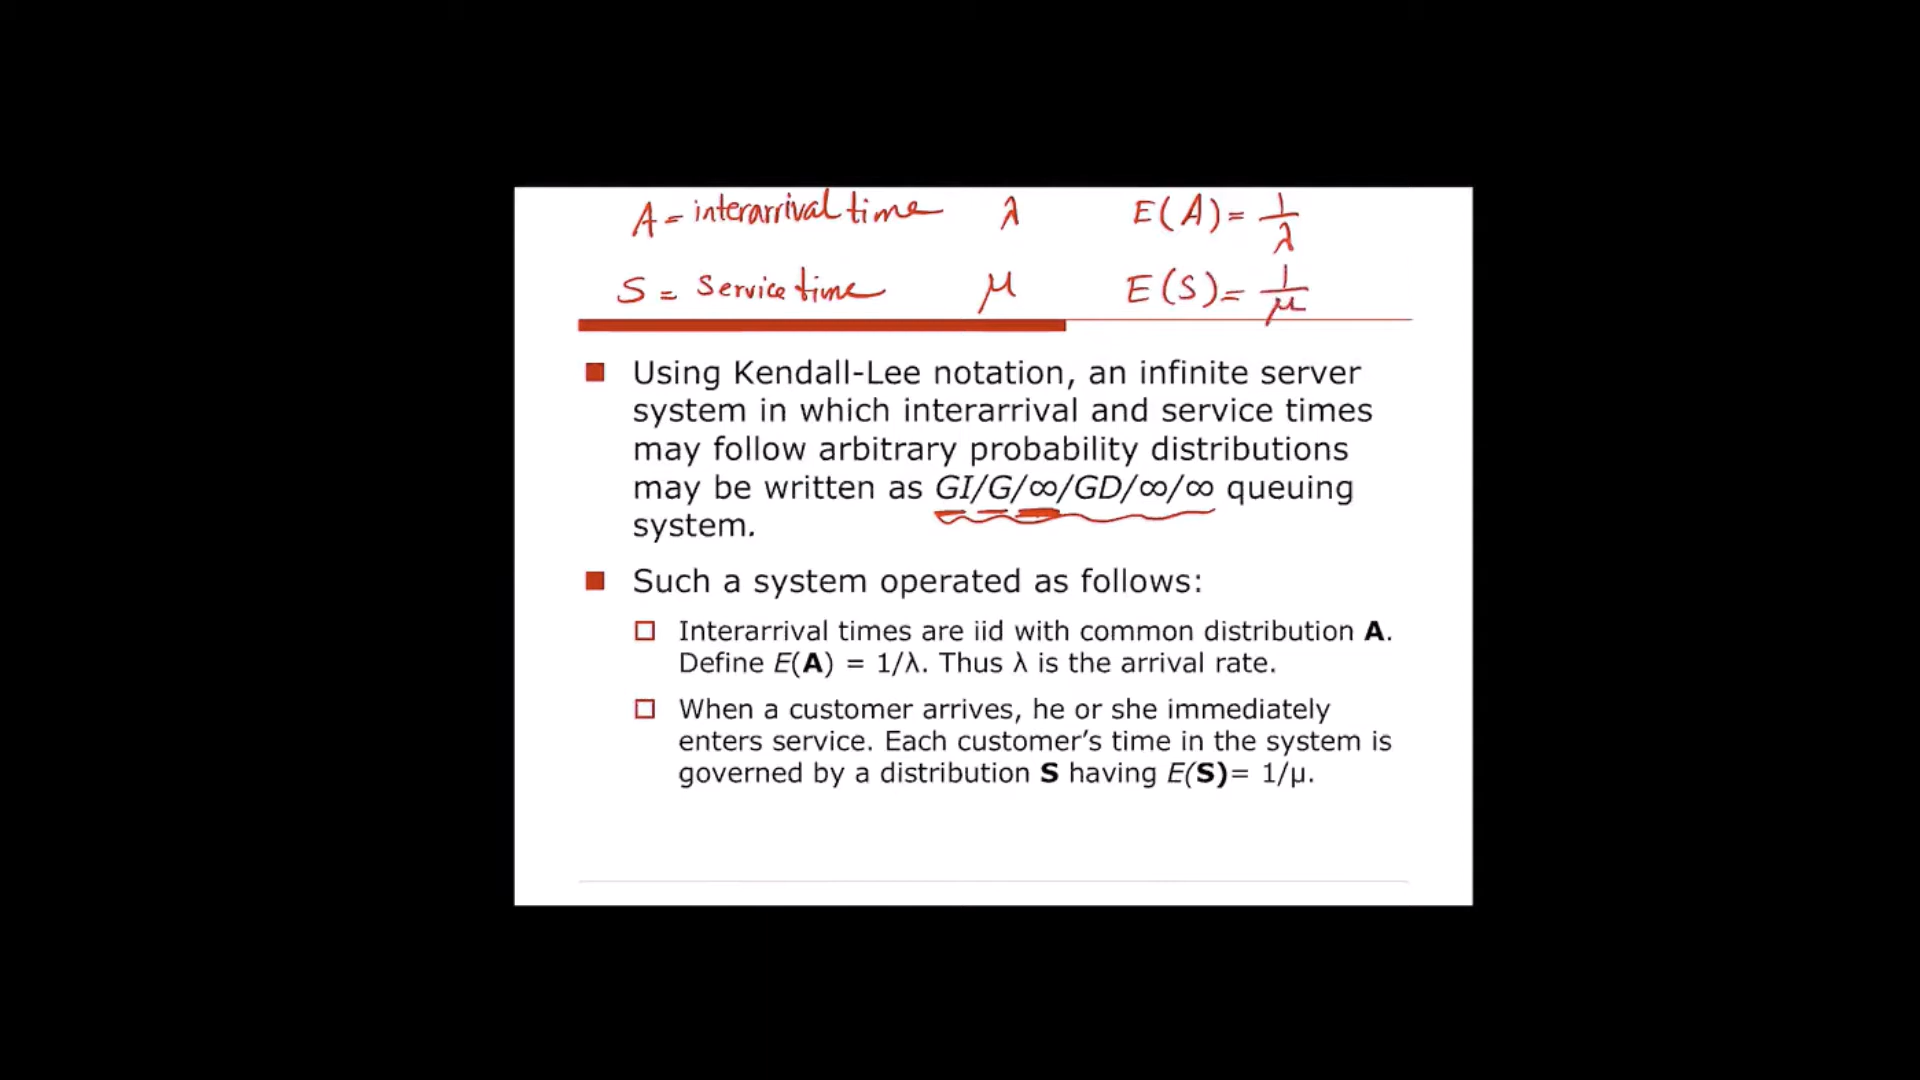 A = interarrival time λ E(A) = 1/λ
S = Service time μ E(S) = 1/μ
Using Kendall-Lee notation, an infinite server
system in which interarrival and service times
may follow arbitrary probability distributions
may be written as GI/G/∞/GD/∞/∞ queuing
system.
Such a system operated as follows:
Interarrival times are iid with common distribution A.
Define E(A) = 1/λ. Thus λ is the arrival rate.
When a customer arrives, he or she immediately
enters service. Each customer’s time in the system is
governed by a distribution S having E(S)= 1/μ.